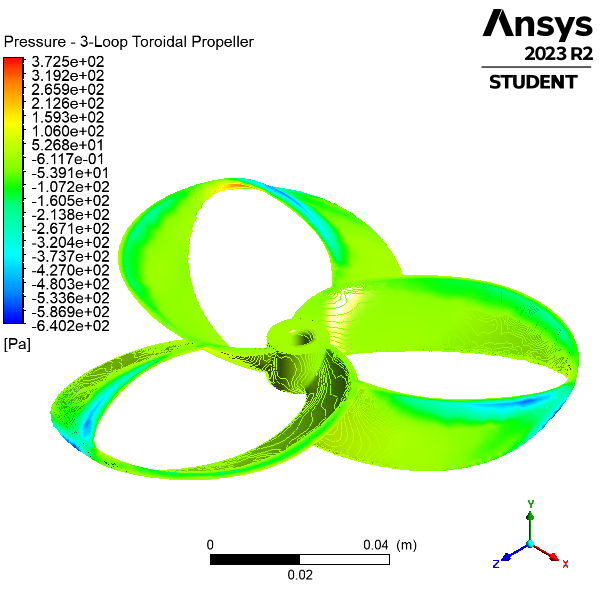 Ansys
2023 R2
STUDENT
Pressure - 3-Loop Toroidal Propeller
3.725e+02
3.192e+02
2.659e+02
2.126e+02
1.593e+02
1.060e+02
5.268e+01
-6.117e-01
-5.391e+01
-1.072e+02
-1.605e+02
-2.138e+02
-2.671e+02
-3.204e+02
-3.737e+02
-4.270e+02
-4.803e+02
-5.336e+02
-5.869e+02
-6.402e+02
[Pa]
0 0.04 (m)
0.02
Y
Z X